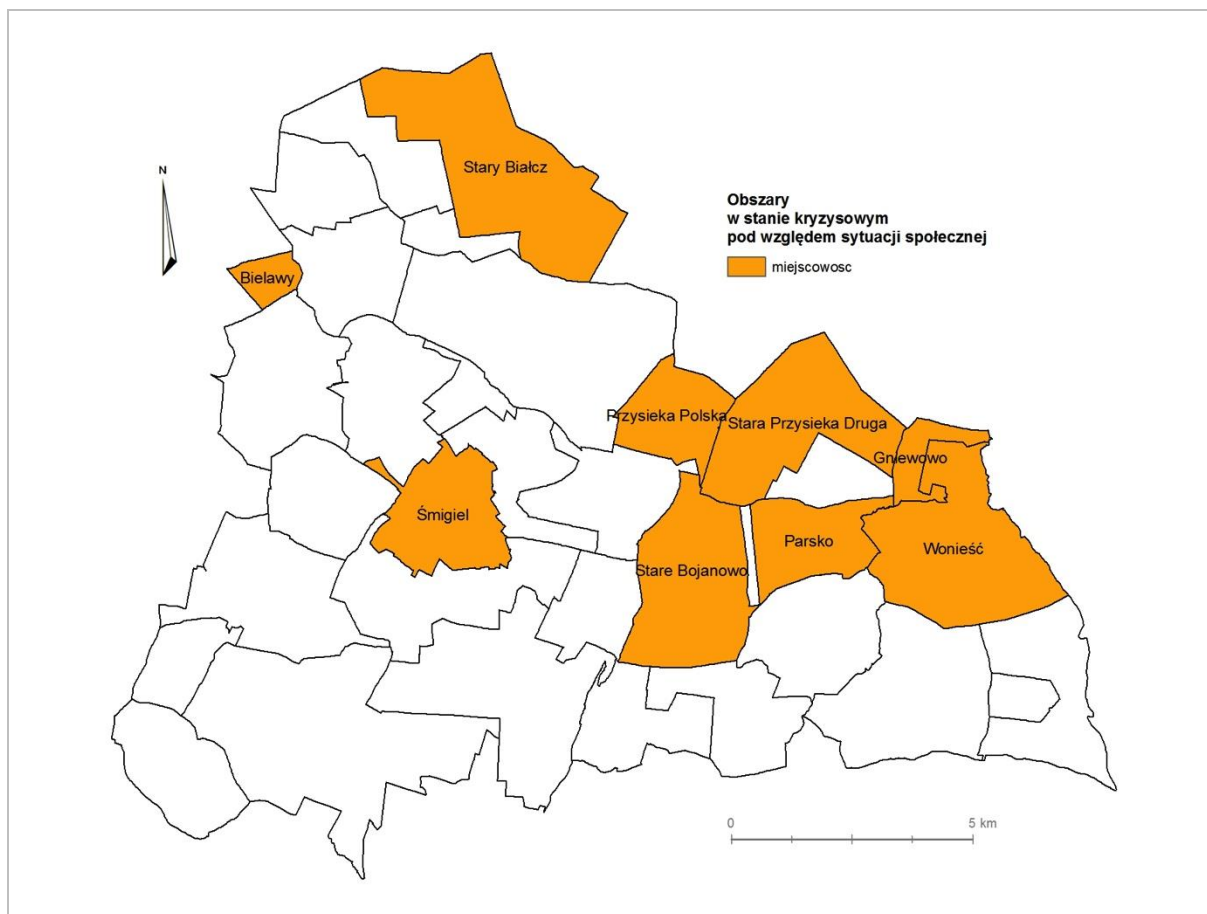 Stary Białcz
N
Obszary
w stanie kryzysowym
pod względem sytuacji społecznej
miejscowosc
Bielawy
Przysieka Polska
Stara Przysieka Druga
Gniewowo
Śmigiel
Parsko
Wonieść
Stare Bojanowo
0 5 km